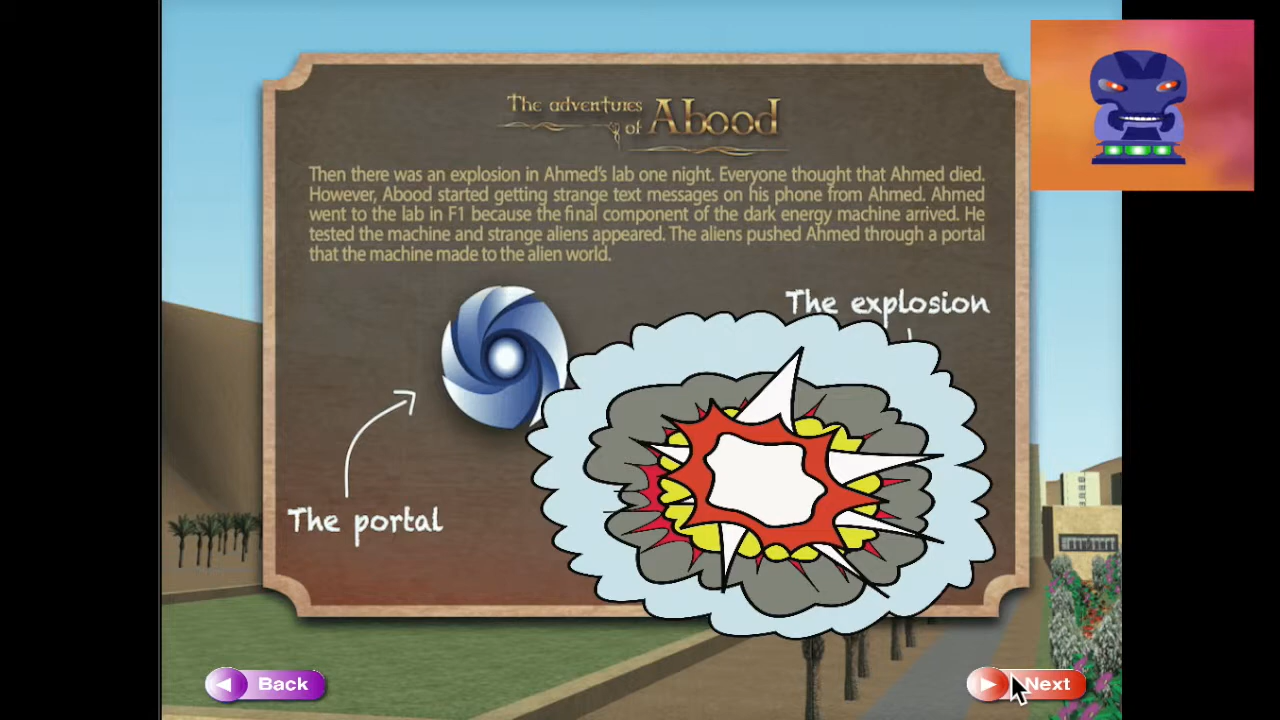 The adventures
of Abood
Then there was an explosion in Ahmed's lab one night. Everyone thought that Ahmed died.
However, Abood started getting strange text messages on his phone from Ahmed. Ahmed
went to the lab in F1 because the final component of the dark energy machine arrived. He
tested the machine and strange aliens appeared. The aliens pushed Ahmed through a portal
that the machine made to the alien world.
The explosion
The portal
Back
Next